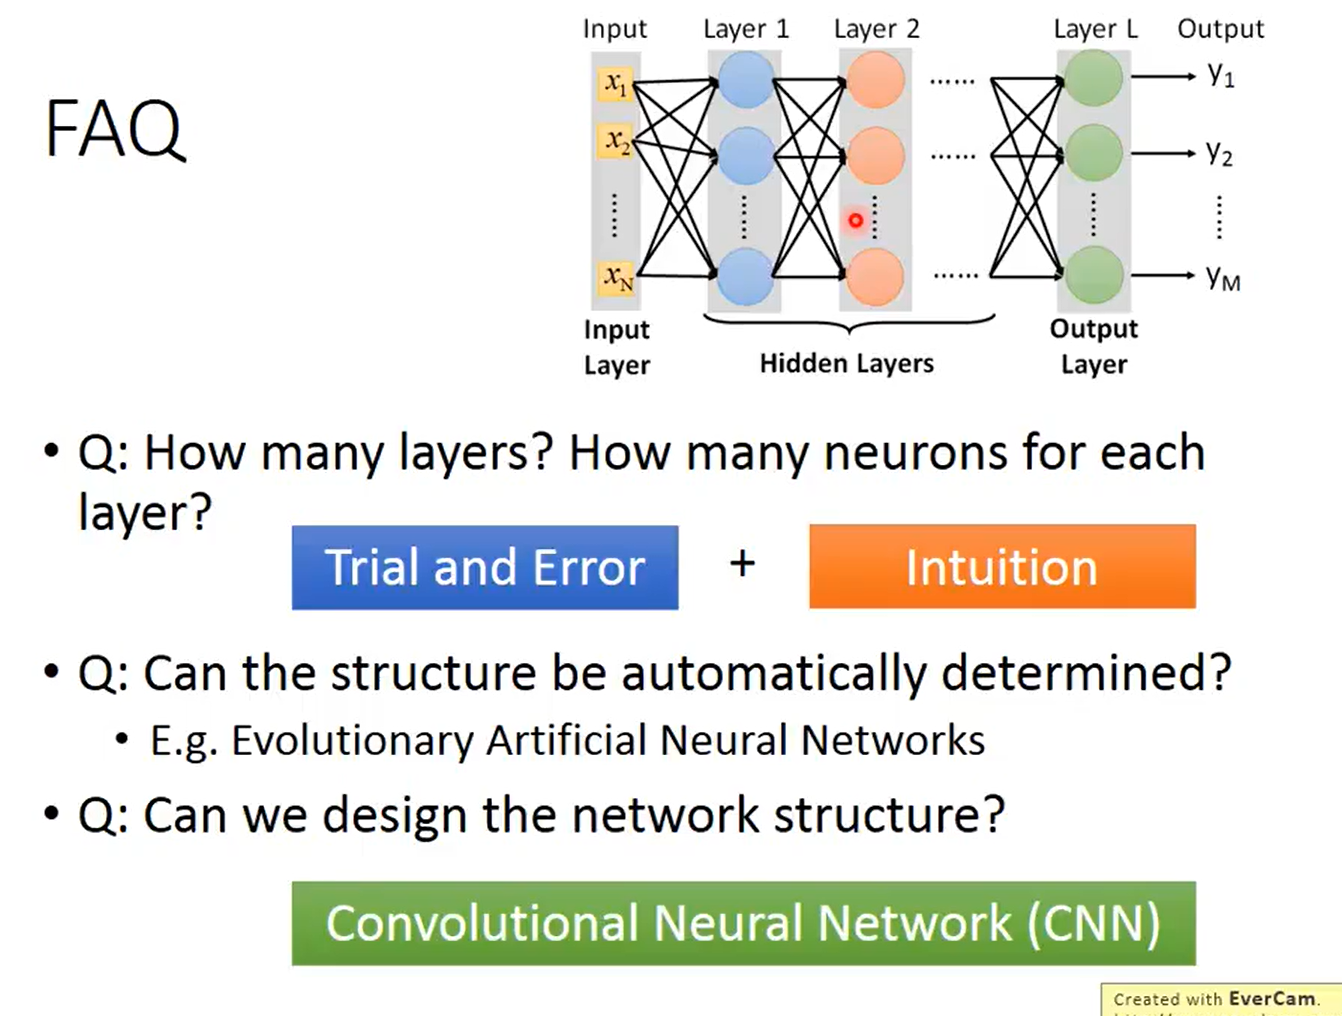 FAQ
Input Layer 1 Layer 2 Layer L Output
x₁ ...... y₁
x₂ ...... y₂
x_N ...... y_M
Input
Layer
Hidden Layers
Output
Layer
• Q: How many layers? How many neurons for each
layer?
Trial and Error + Intuition
• Q: Can the structure be automatically determined?
• E.g. Evolutionary Artificial Neural Networks
• Q: Can we design the network structure?
Convolutional Neural Network (CNN)
Created with EverCam.